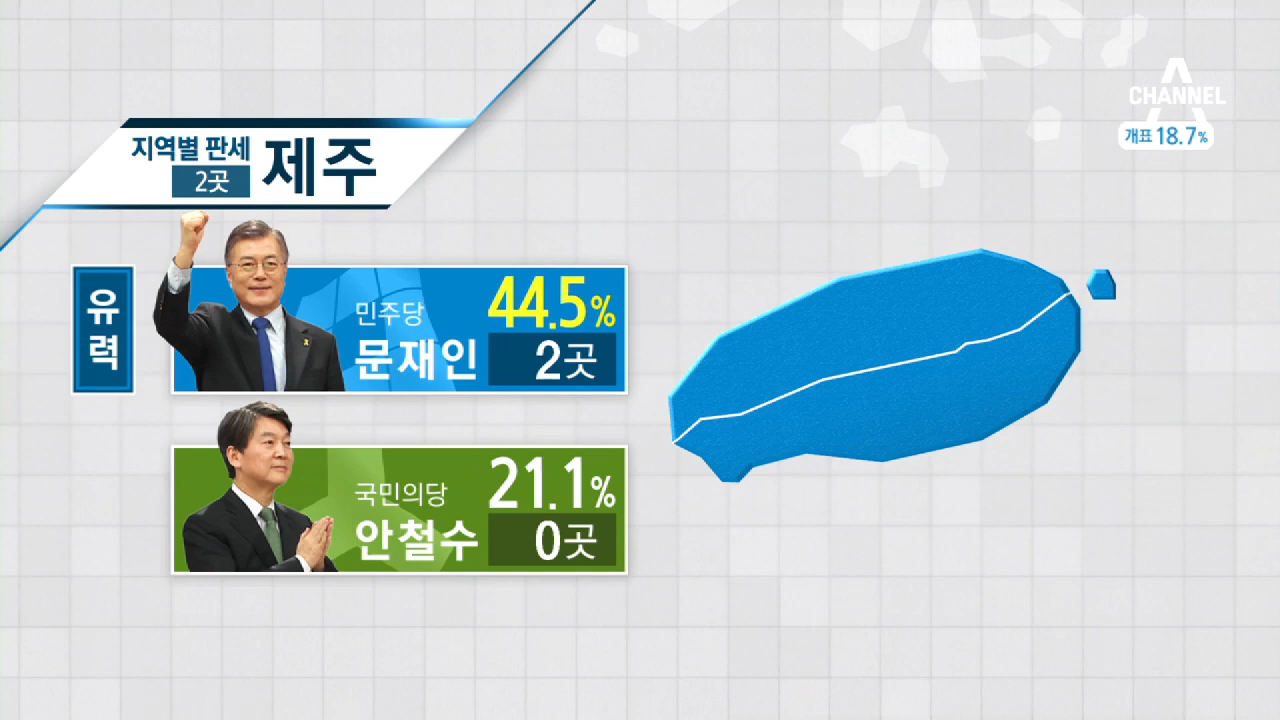 CHANNEL A
개표 18.7%
지역별 판세
2곳
제주
유력
민주당
44.5%
문재인
2곳
국민의당
21.1%
안철수
0곳